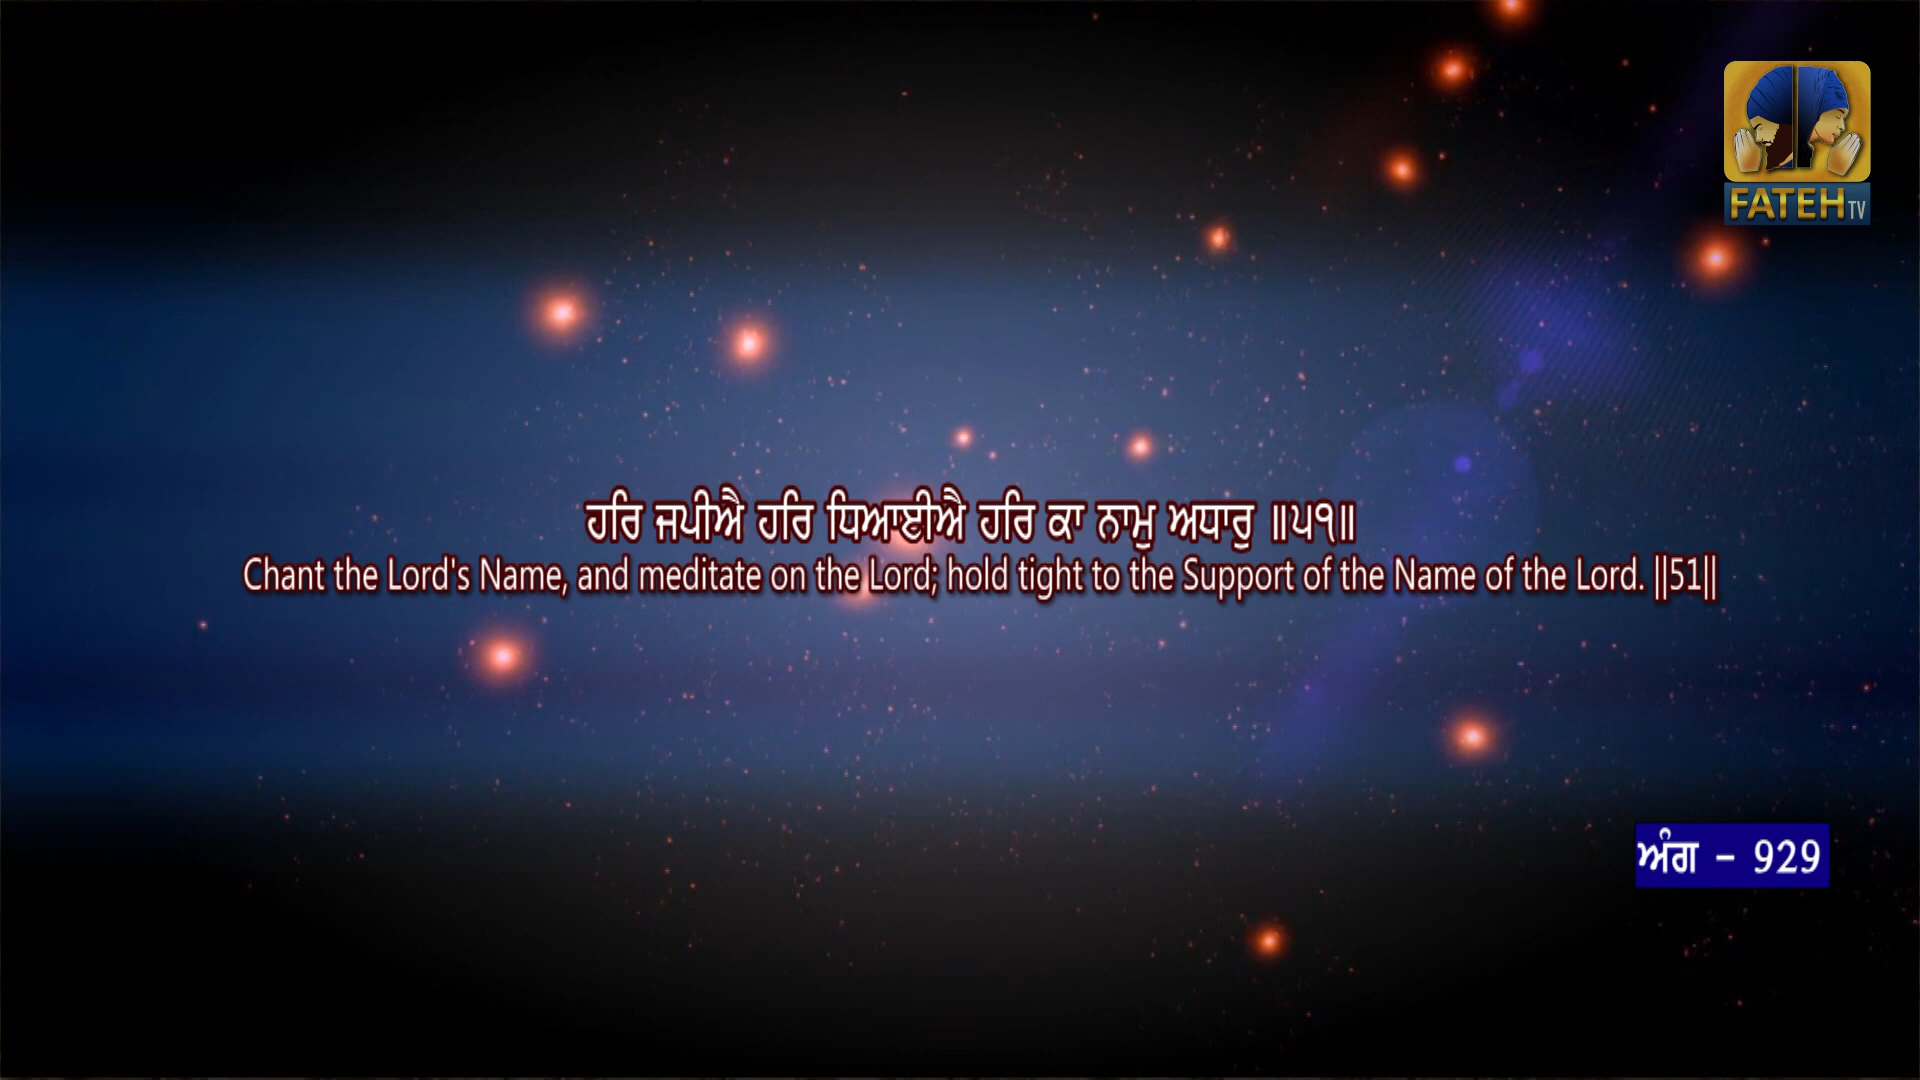 FATEH TV
ਹਰਿ ਜਪੀਐ ਹਰਿ ਧਿਆਈਐ ਹਰਿ ਕਾ ਨਾਮੁ ਅਧਾਰੁ ॥੫੧॥
Chant the Lord's Name, and meditate on the Lord; hold tight to the Support of the Name of the Lord. ||51||
ਅੰਗ - 929